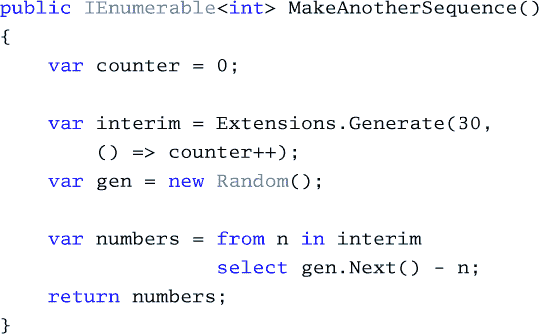 public IEnumerable<int> MakeAnotherSequence()
{
    var counter = 0;

    var interim = Extensions.Generate(30,
        () => counter++);
    var gen = new Random();

    var numbers = from n in interim
                  select gen.Next() - n;
    return numbers;
}